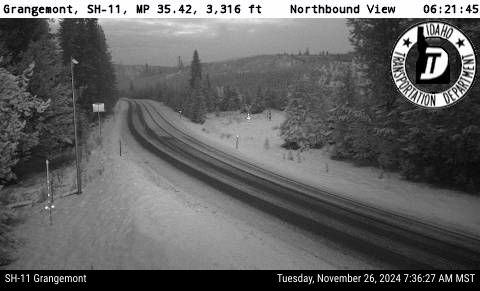 Grangemont, SH-11, MP 35.42, 3,316 ft Northbound View 06:21:45
IDAHO
TRANSPORTATION DEPARTMENT
SH-11 Grangemont Tuesday, November 26, 2024 7:36:27 AM MST